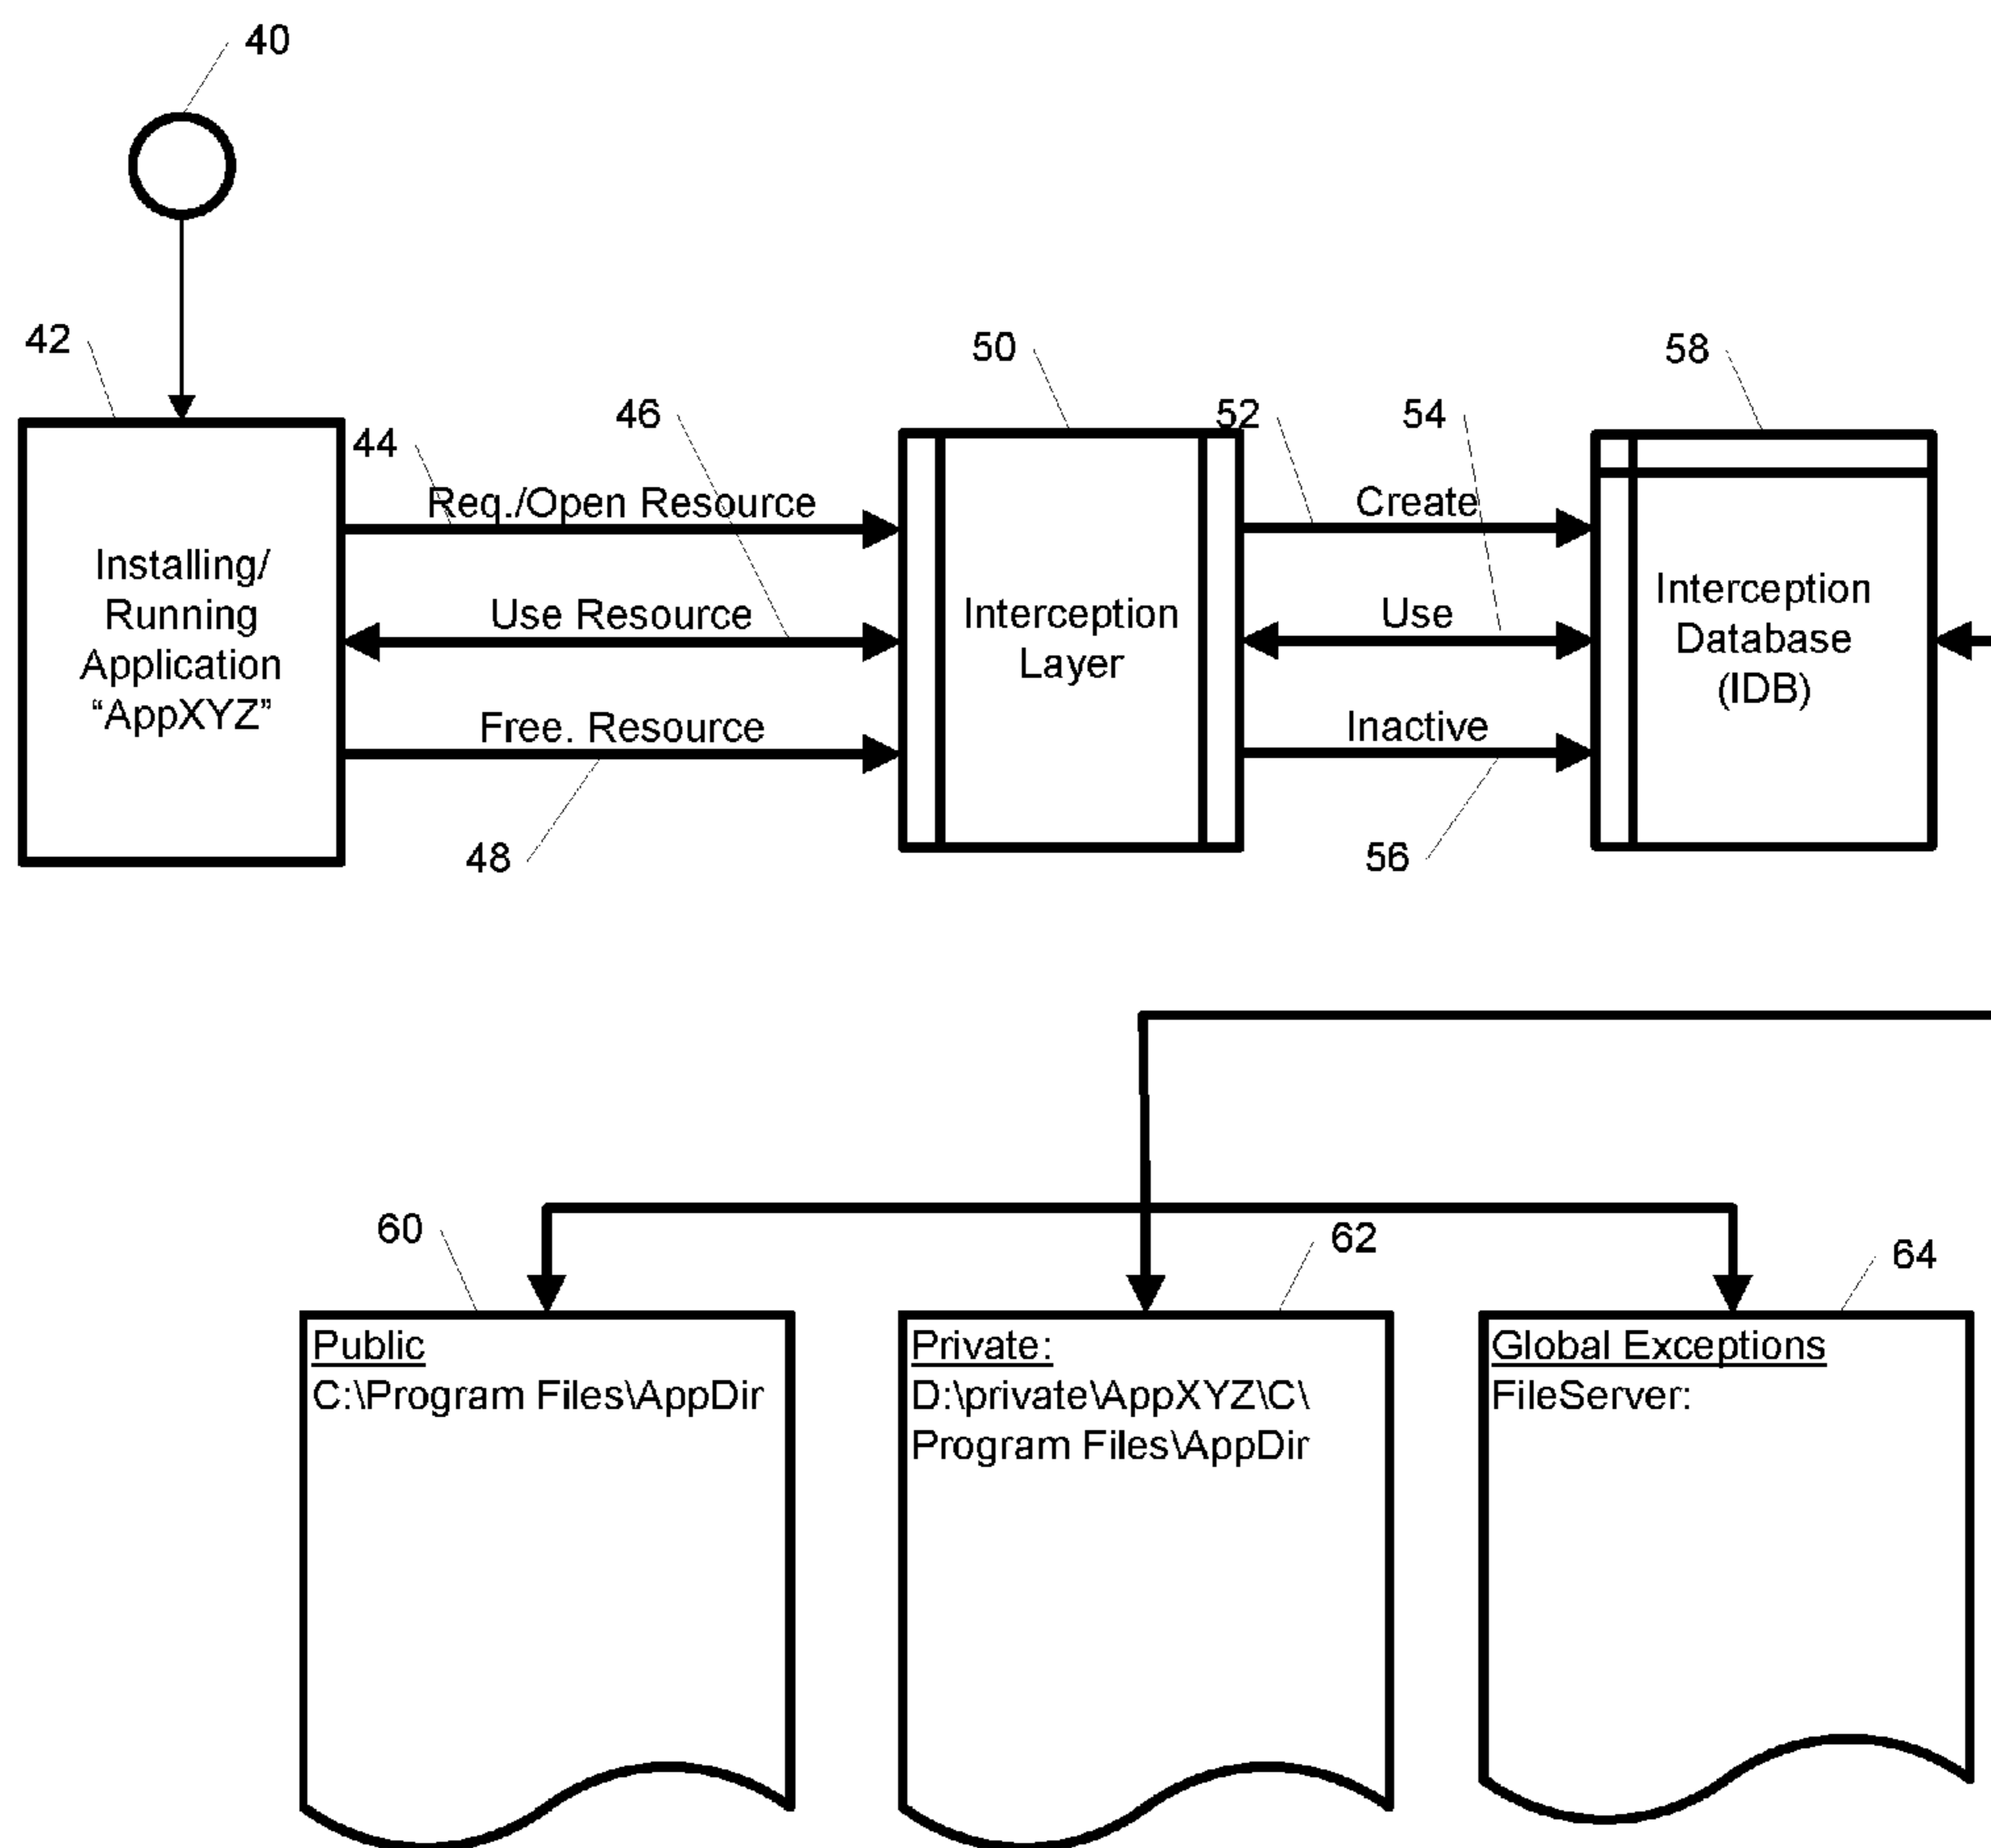 40
42
50
58
44
46
52
54
Req./Open Resource
Create
Installing/
Running
Application
“AppXYZ”
Use Resource
Interception
Layer
Use
Interception
Database
(IDB)
Free. Resource
Inactive
48
56
60
62
64
Public
C:\Program Files\AppDir
Private:
D:\private\AppXYZ\C\
Program Files\AppDir
Global Exceptions
FileServer: